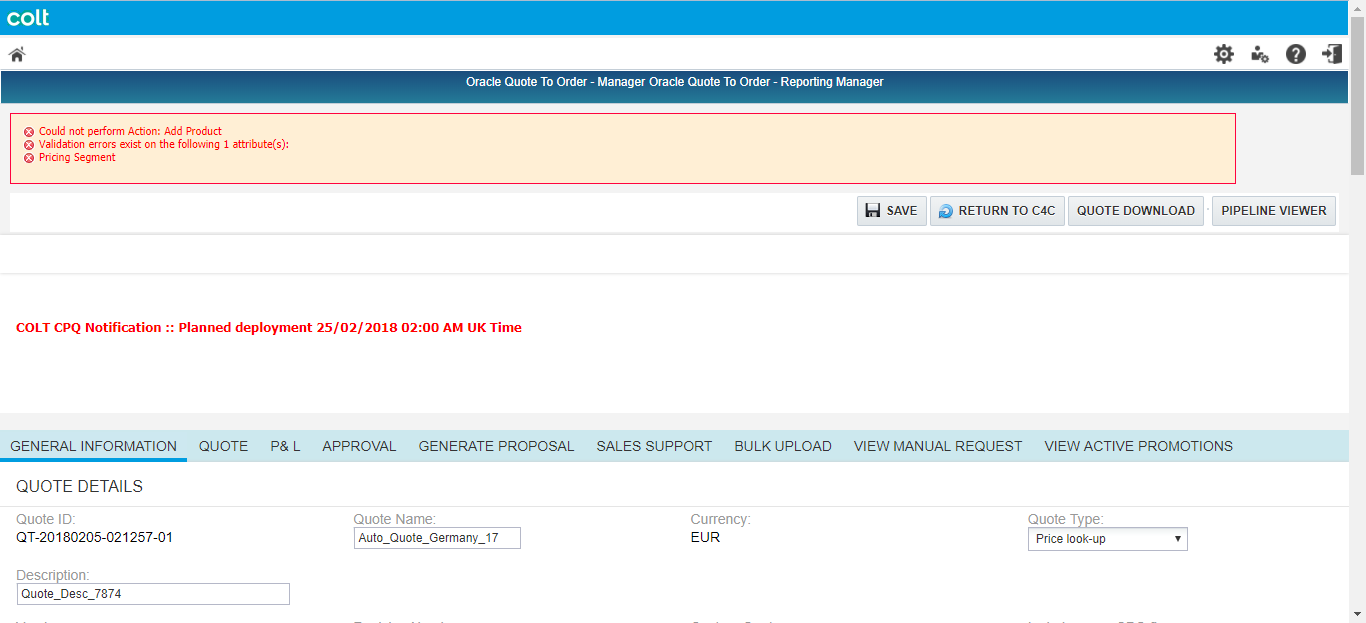 colt
Oracle Quote To Order - Manager Oracle Quote To Order - Reporting Manager
Could not perform Action: Add Product
Validation errors exist on the following 1 attribute(s):
Pricing Segment
SAVE RETURN TO C4C QUOTE DOWNLOAD PIPELINE VIEWER
COLT CPQ Notification :: Planned deployment 25/02/2018 02:00 AM UK Time
GENERAL INFORMATION QUOTE P& L APPROVAL GENERATE PROPOSAL SALES SUPPORT BULK UPLOAD VIEW MANUAL REQUEST VIEW ACTIVE PROMOTIONS
QUOTE DETAILS
Quote ID: Quote Name: Currency: Quote Type:
QT-20180205-021257-01 Auto_Quote_Germany_17 EUR Price look-up
Description:
Quote_Desc_7874